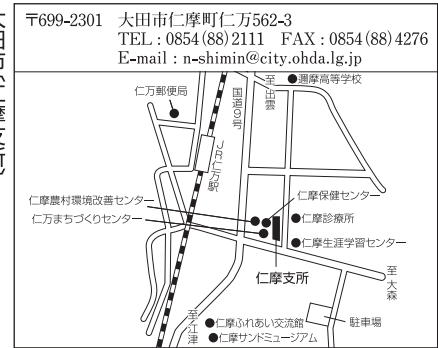 〒699-2301 大田市仁摩町仁万562-3
TEL：0854(88)2111 FAX：0854(88)4276
E-mail：n-shimin@city.ohda.lg.jp
至出雲
邇摩高等学校
仁万郵便局
国道9号
JR仁万駅
仁摩農村環境改善センター
仁摩保健センター
仁万まちづくりセンター
仁摩診療所
仁摩生涯学習センター
仁摩支所
至大森
至江津
仁摩ふれあい交流館
駐車場
仁摩サンドミュージアム